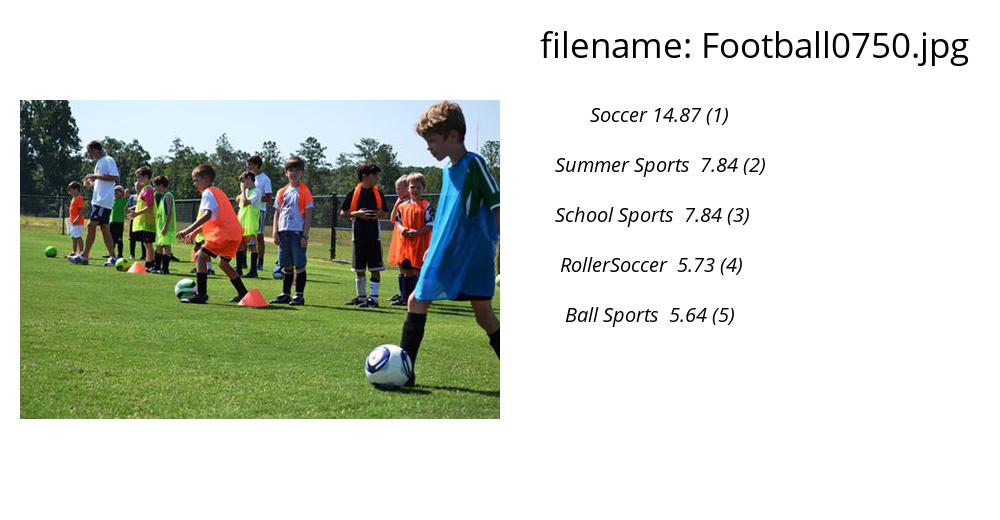 filename: Football0750.jpg
Soccer 14.87 (1)
Summer Sports 7.84 (2)
School Sports 7.84 (3)
RollerSoccer 5.73 (4)
Ball Sports 5.64 (5)